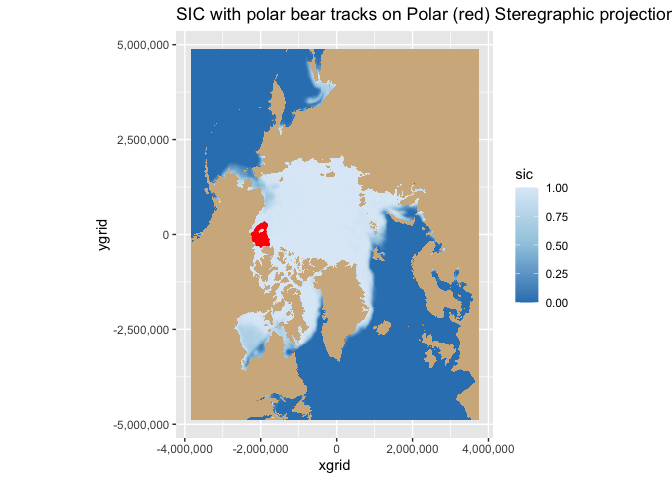 SIC with polar bear tracks on Polar (red) Steregraphic projection
5,000,000
2,500,000
0
-2,500,000
-5,000,000
ygrid
-4,000,000 -2,000,000 0 2,000,000 4,000,000
xgrid
sic
1.00
0.75
0.50
0.25
0.00